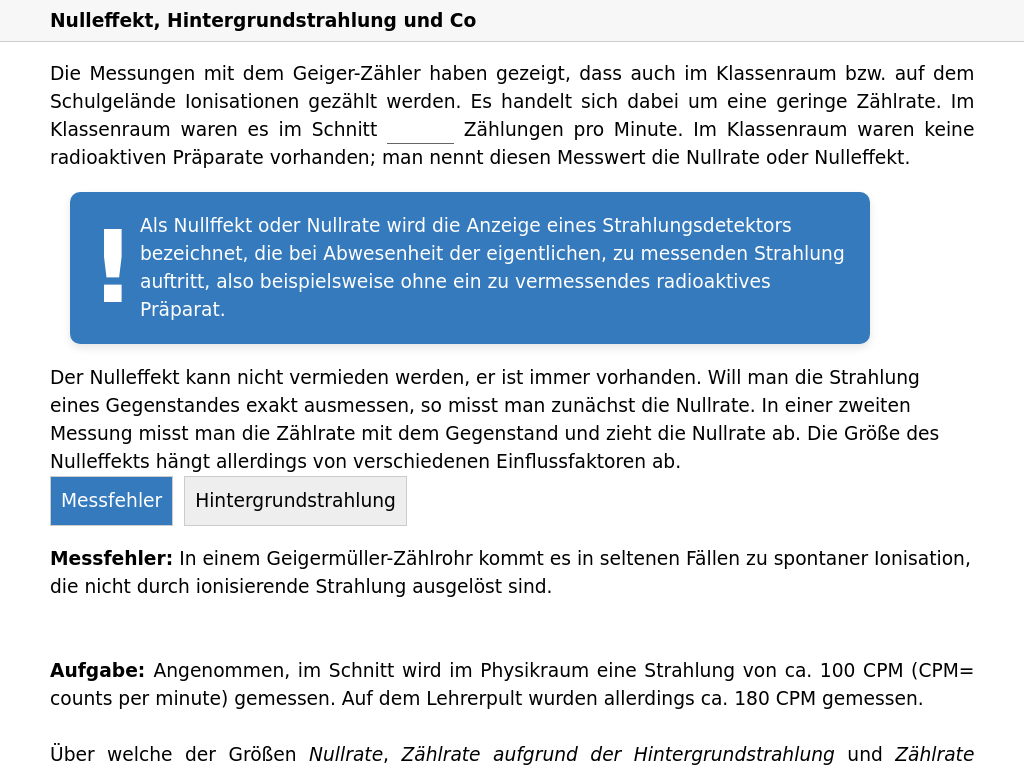 Nulleffekt, Hintergrundstrahlung und Co
Die Messungen mit dem Geiger-Zähler haben gezeigt, dass auch im Klassenraum bzw. auf dem
Schulgelände Ionisationen gezählt werden. Es handelt sich dabei um eine geringe Zählrate. Im
Klassenraum waren es im Schnitt _______ Zählungen pro Minute. Im Klassenraum waren keine
radioaktiven Präparate vorhanden; man nennt diesen Messwert die Nullrate oder Nulleffekt.
!
Als Nullffekt oder Nullrate wird die Anzeige eines Strahlungsdetektors
bezeichnet, die bei Abwesenheit der eigentlichen, zu messenden Strahlung
auftritt, also beispielsweise ohne ein zu vermessendes radioaktives
Präparat.
Der Nulleffekt kann nicht vermieden werden, er ist immer vorhanden. Will man die Strahlung
eines Gegenstandes exakt ausmessen, so misst man zunächst die Nullrate. In einer zweiten
Messung misst man die Zählrate mit dem Gegenstand und zieht die Nullrate ab. Die Größe des
Nulleffekts hängt allerdings von verschiedenen Einflussfaktoren ab.
Messfehler Hintergrundstrahlung
Messfehler: In einem Geigermüller-Zählrohr kommt es in seltenen Fällen zu spontaner Ionisation,
die nicht durch ionisierende Strahlung ausgelöst sind.
Aufgabe: Angenommen, im Schnitt wird im Physikraum eine Strahlung von ca. 100 CPM (CPM=
counts per minute) gemessen. Auf dem Lehrerpult wurden allerdings ca. 180 CPM gemessen.
Über welche der Größen Nullrate, Zählrate aufgrund der Hintergrundstrahlung und Zählrate